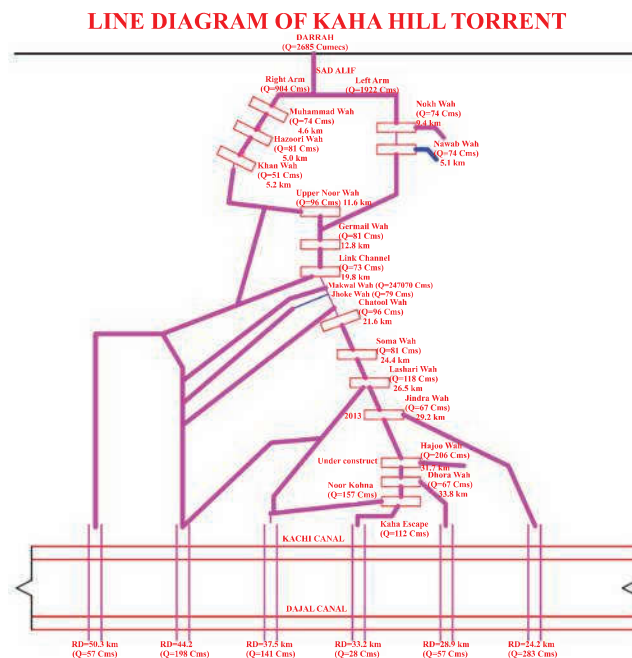 LINE DIAGRAM OF KAHA HILL TORRENT
DARRAH
(Q=2685 Cumecs)
SAD ALIF
Right Arm
(Q=904 Cms)
Left Arm
(Q=1922 Cms)
Muhammad Wah
(Q=74 Cms)
4.6 km
Hazoori Wah
(Q=81 Cms)
5.0 km
Khan Wah
(Q=51 Cms)
5.2 km
Nokh Wah
(Q=74 Cms)
9.4 km
Nawab Wah
(Q=74 Cms)
5.1 km
Upper Noor Wah
(Q=96 Cms) 11.6 km
Germail Wah
(Q=81 Cms)
12.8 km
Link Channel
(Q=73 Cms)
19.8 km
Makwal Wah (Q=247070 Cms)
Jhoke Wah (Q=79 Cms)
Chatool Wah
(Q=96 Cms)
21.6 km
Soma Wah
(Q=81 Cms)
24.4 km
Lashari Wah
(Q=118 Cms)
26.5 km
Jindra Wah
(Q=67 Cms)
29.2 km
2013
Hajoo Wah
(Q=206 Cms)
31.7 km
Under construct
Dhora Wah
(Q=67 Cms)
33.8 km
Noor Kohna
(Q=157 Cms)
Kaha Escape
(Q=112 Cms)
KACHI CANAL
DAJAL CANAL
RD=50.3 km
(Q=57 Cms)
RD=44.2
(Q=198 Cms)
RD=37.5 km
(Q=141 Cms)
RD=33.2 km
(Q=28 Cms)
RD=28.9 km
(Q=57 Cms)
RD=24.2 km
(Q=283 Cms)